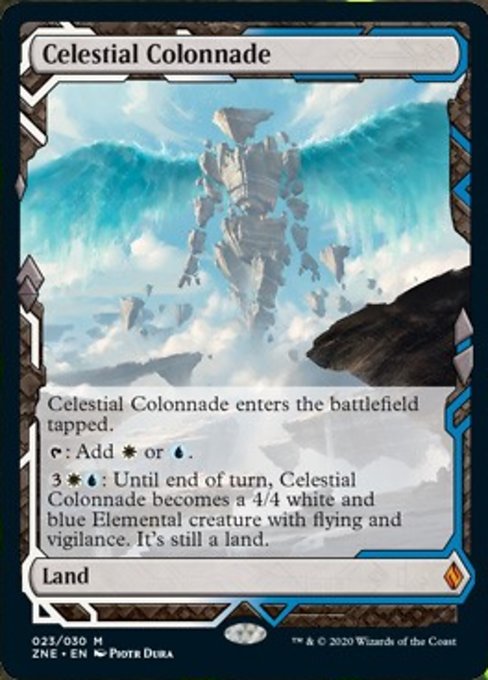 Celestial Colonnade
Celestial Colonnade enters the battlefield
tapped.
: Add or .
3 : Until end of turn, Celestial
Colonnade becomes a 4/4 white and
blue Elemental creature with flying and
vigilance. It's still a land.
Land
023/030 M
ZNE • EN Piotr Dura
™ & © 2020 Wizards of the Coast